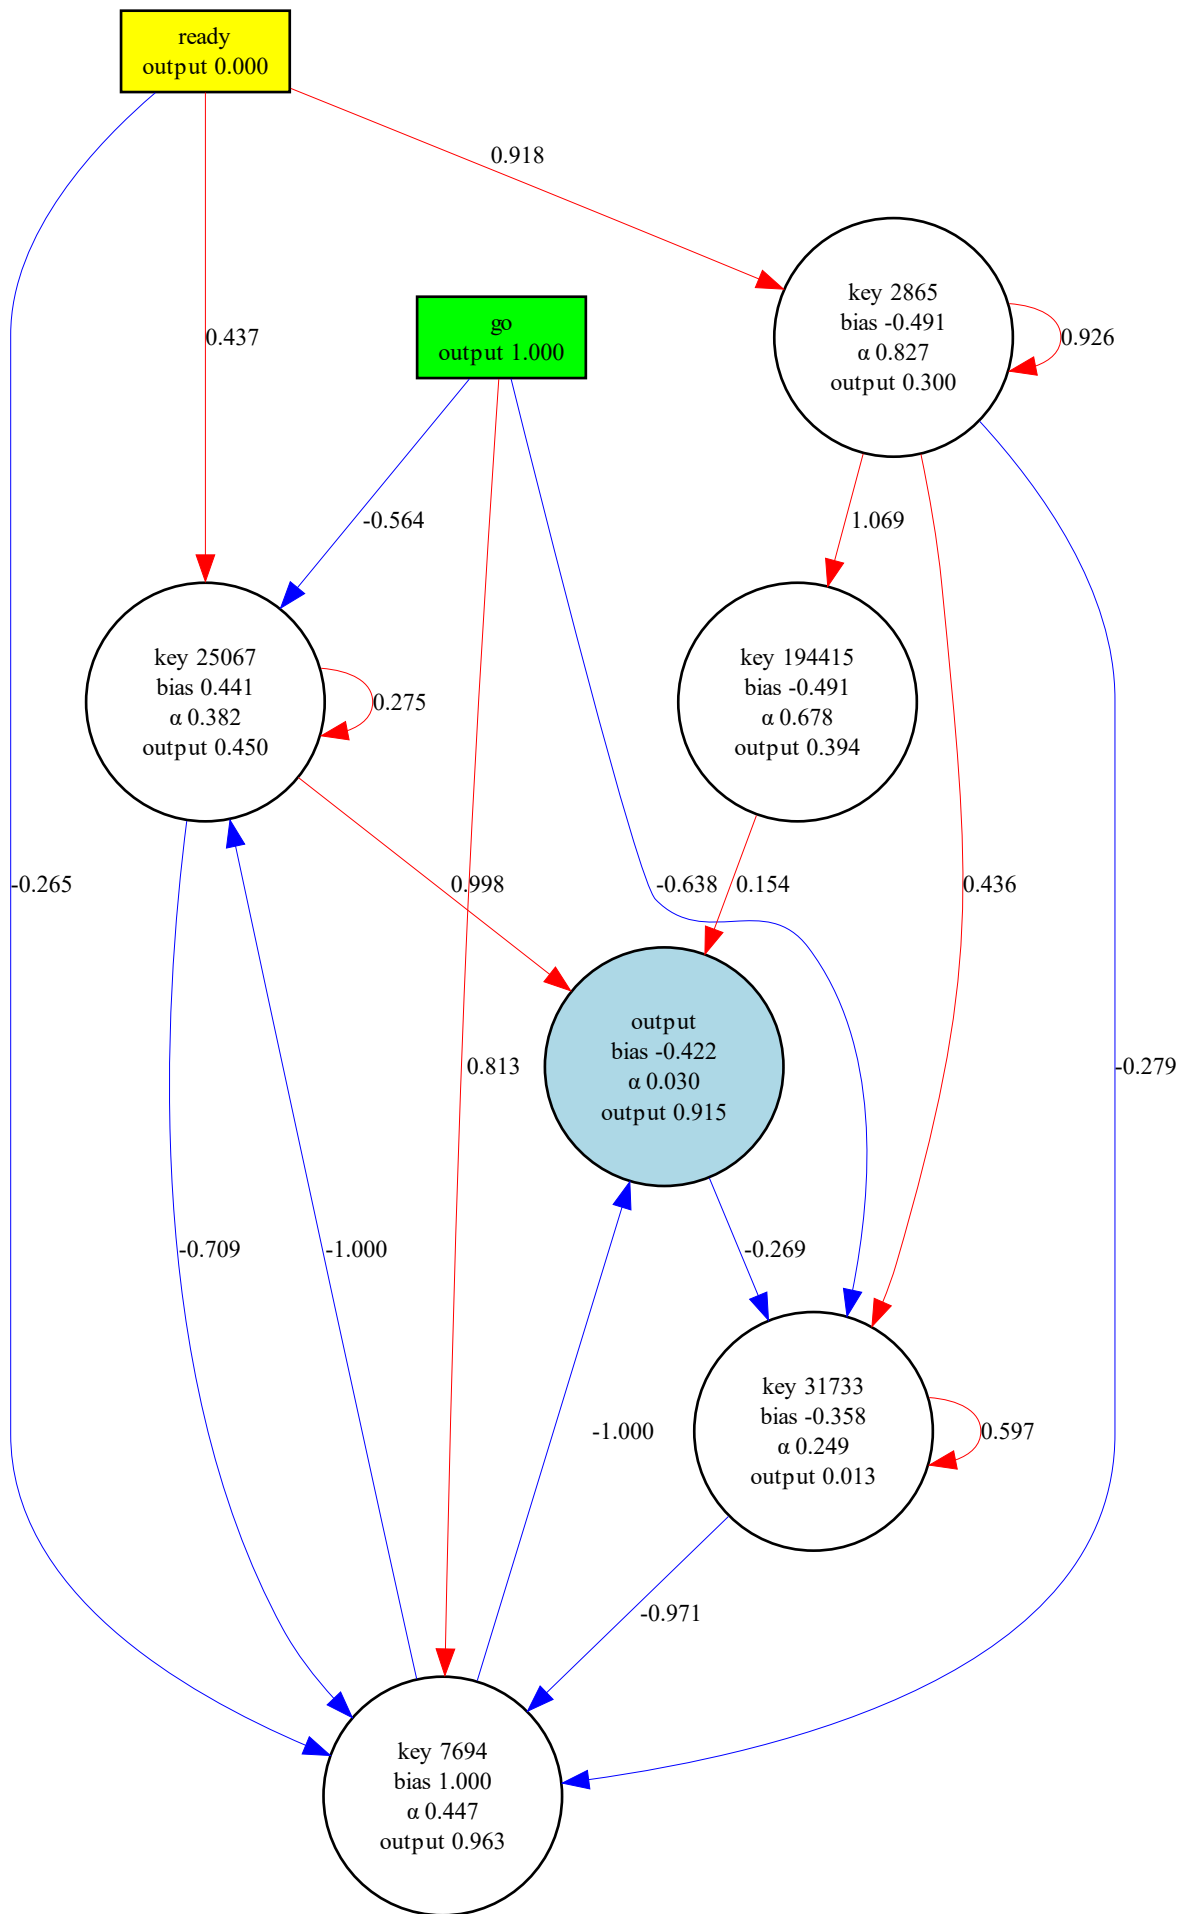 ready
output 0.000
0.918
key 2865
bias -0.491
α 0.827
output 0.300
0.926
go
output 1.000
0.437
-0.564
1.069
key 25067
bias 0.441
α 0.382
output 0.450
0.275
key 194415
bias -0.491
α 0.678
output 0.394
-0.265
0.998
-0.638
0.154
0.436
output
bias -0.422
α 0.030
output 0.915
0.813
-0.279
-0.709
-1.000
-0.269
key 31733
bias -0.358
α 0.249
output 0.013
0.597
-1.000
-0.971
key 7694
bias 1.000
α 0.447
output 0.963